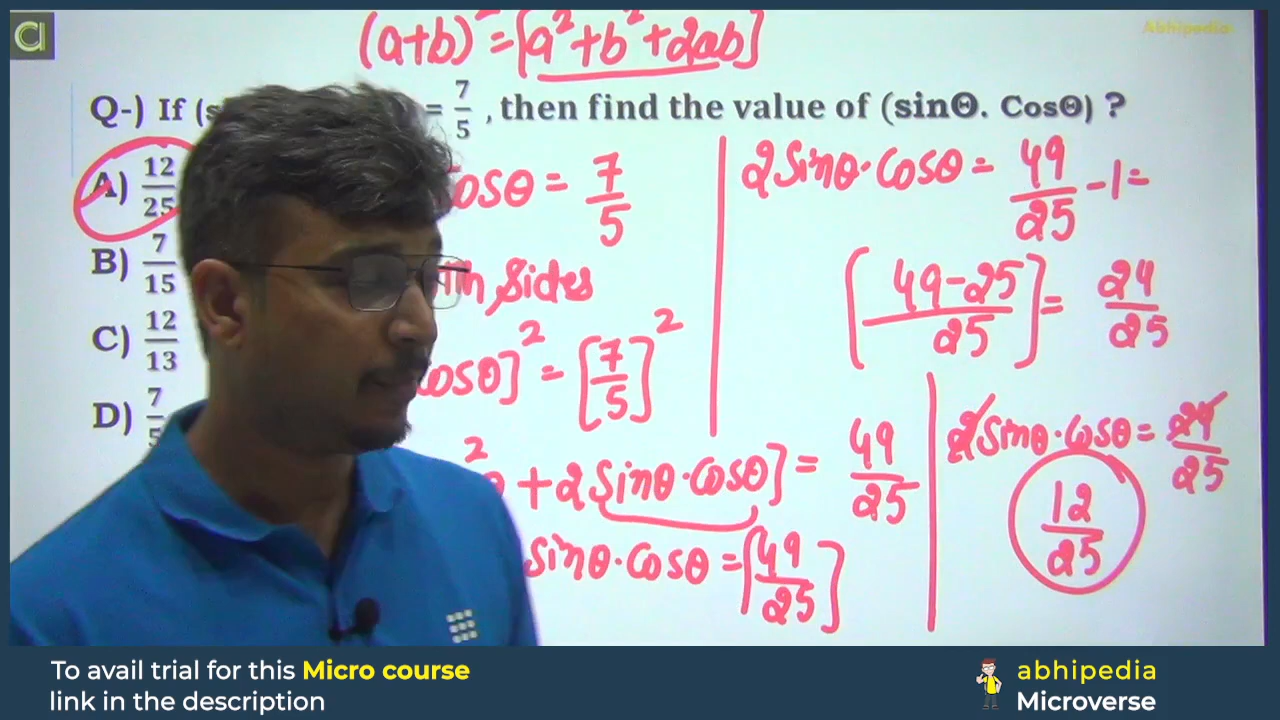 (a+b)² = [a²+b²+2ab]
Abhipedia
Q-) If (s = 7/5 , then find the value of (sinΘ. CosΘ) ?
A) 12/25
B) 7/15
C) 12/13
D) 7/5
cosθ = 7/5
Sides
cosθ]² = [7/5]²
² + 2 Sinθ·cosθ] = 49/25
Sinθ·cosθ = [49/25]
2 Sinθ·cosθ = 49/25 - 1 =
[49-25/25] = 24/25
2 Sinθ·cosθ = 24/25
12/25
To avail trial for this Micro course
link in the description
abhipedia
Microverse